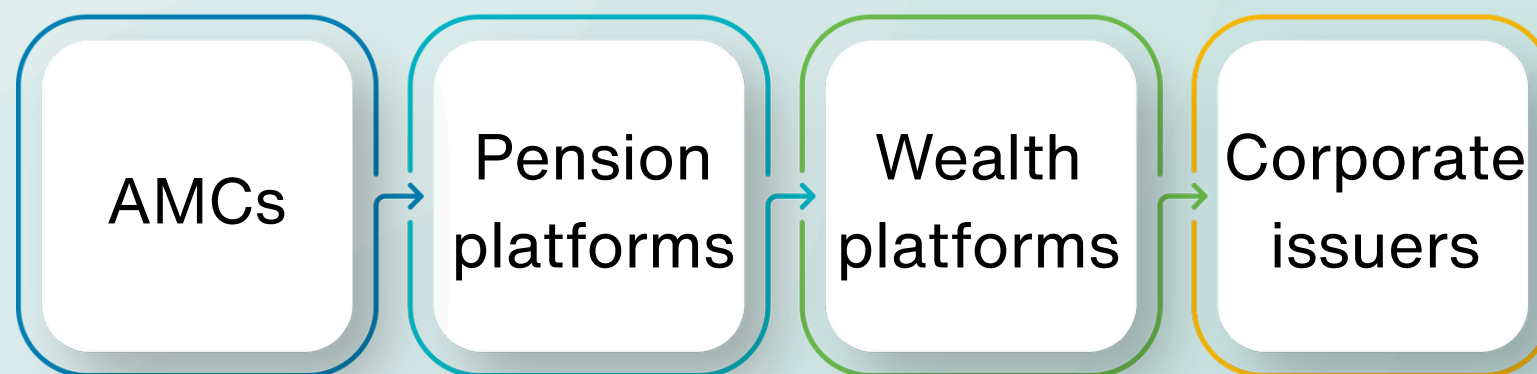 AMCs
Pension
platforms
Wealth
platforms
Corporate
issuers